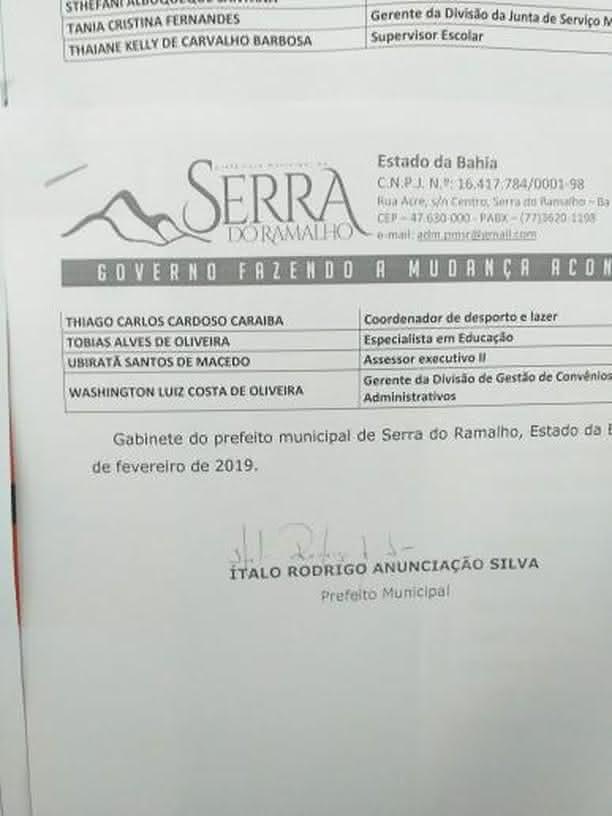 TANIA CRISTINA FERNANDES Gerente da Divisão da Junta de Serviço M
THAIANE KELLY DE CARVALHO BARBOSA Supervisor Escolar
SERRA
DO RAMALHO
Estado da Bahia
C.N.P.J. N.º: 16.417.784/0001-98
Rua Acre, s/n Centro, Serra do Ramalho – Ba
CEP – 47.630-000 - PABX – (77)3620-1198
e-mail: adm.pmsr@gmail.com
GOVERNO FAZENDO A MUDANÇA ACON
THIAGO CARLOS CARDOSO CARAIBA Coordenador de desporto e lazer
TOBIAS ALVES DE OLIVEIRA Especialista em Educação
UBIRATÃ SANTOS DE MACEDO Assessor executivo II
WASHINGTON LUIZ COSTA DE OLIVEIRA Gerente da Divisão de Gestão de Convênios
Administrativos
Gabinete do prefeito municipal de Serra do Ramalho, Estado da B
de fevereiro de 2019.
ÍTALO RODRIGO ANUNCIAÇÃO SILVA
Prefeito Municipal